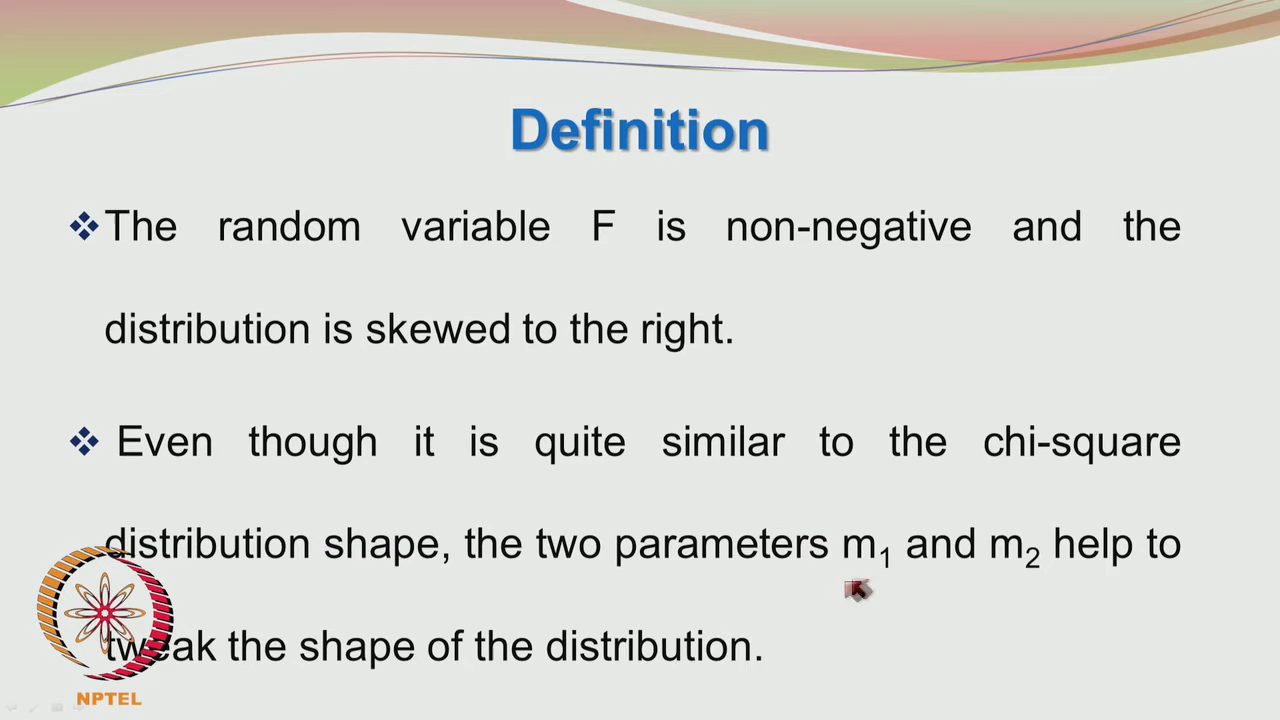 Definition
❖The random variable F is non-negative and the
distribution is skewed to the right.
❖ Even though it is quite similar to the chi-square
distribution shape, the two parameters m₁ and m₂ help to
tweak the shape of the distribution.
NPTEL